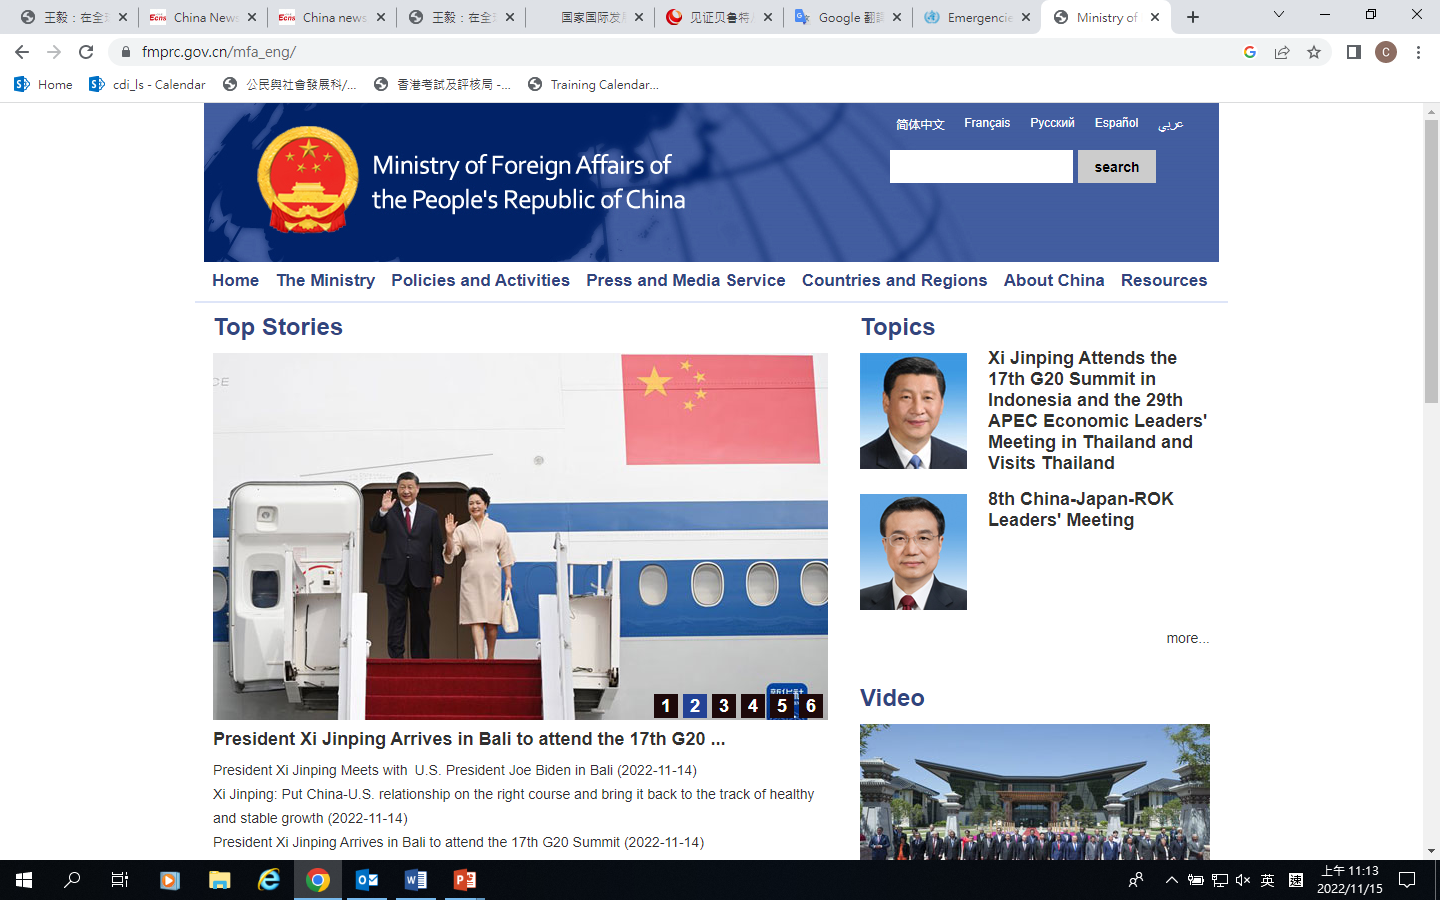 王毅：在全球
China News
China news
王毅：在全球
国家国际发展
见证贝鲁特
Google 翻譯
Emergencie
Ministry of
fmprc.gov.cn/mfa_eng/
C
Home
cdi_ls - Calendar
公民與社會發展科/...
香港考試及評核局 -...
Training Calendar...
简体中文 Français Русский Español عربي
Ministry of Foreign Affairs of
the People's Republic of China
search
Home The Ministry Policies and Activities Press and Media Service Countries and Regions About China Resources
Top Stories
CE
1 2 3 4 5 6
President Xi Jinping Arrives in Bali to attend the 17th G20 ...
President Xi Jinping Meets with U.S. President Joe Biden in Bali (2022-11-14)
Xi Jinping: Put China-U.S. relationship on the right course and bring it back to the track of healthy
and stable growth (2022-11-14)
President Xi Jinping Arrives in Bali to attend the 17th G20 Summit (2022-11-14)
Topics
Xi Jinping Attends the
17th G20 Summit in
Indonesia and the 29th
APEC Economic Leaders'
Meeting in Thailand and
Visits Thailand
8th China-Japan-ROK
Leaders' Meeting
more...
Video
英
速
上午 11:13
2022/11/15